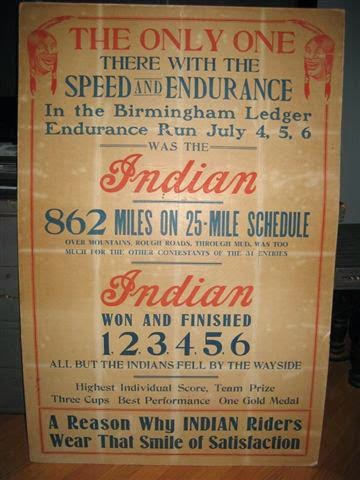 THE ONLY ONE
THERE WITH THE
SPEED AND ENDURANCE
In the Birmingham Ledger
Endurance Run July 4, 5, 6
WAS THE
Indian
862 MILES ON 25-MILE SCHEDULE
OVER MOUNTAINS, ROUGH ROADS, THROUGH MUD, WAS TOO
MUCH FOR THE OTHER CONTESTANTS OF THE 31 ENTRIES
Indian
WON AND FINISHED
1.2.3.4.5.6
ALL BUT THE INDIANS FELL BY THE WAYSIDE
Highest Individual Score, Team Prize
Three Cups Best Performance One Gold Medal
A Reason Why INDIAN Riders
Wear That Smile of Satisfaction